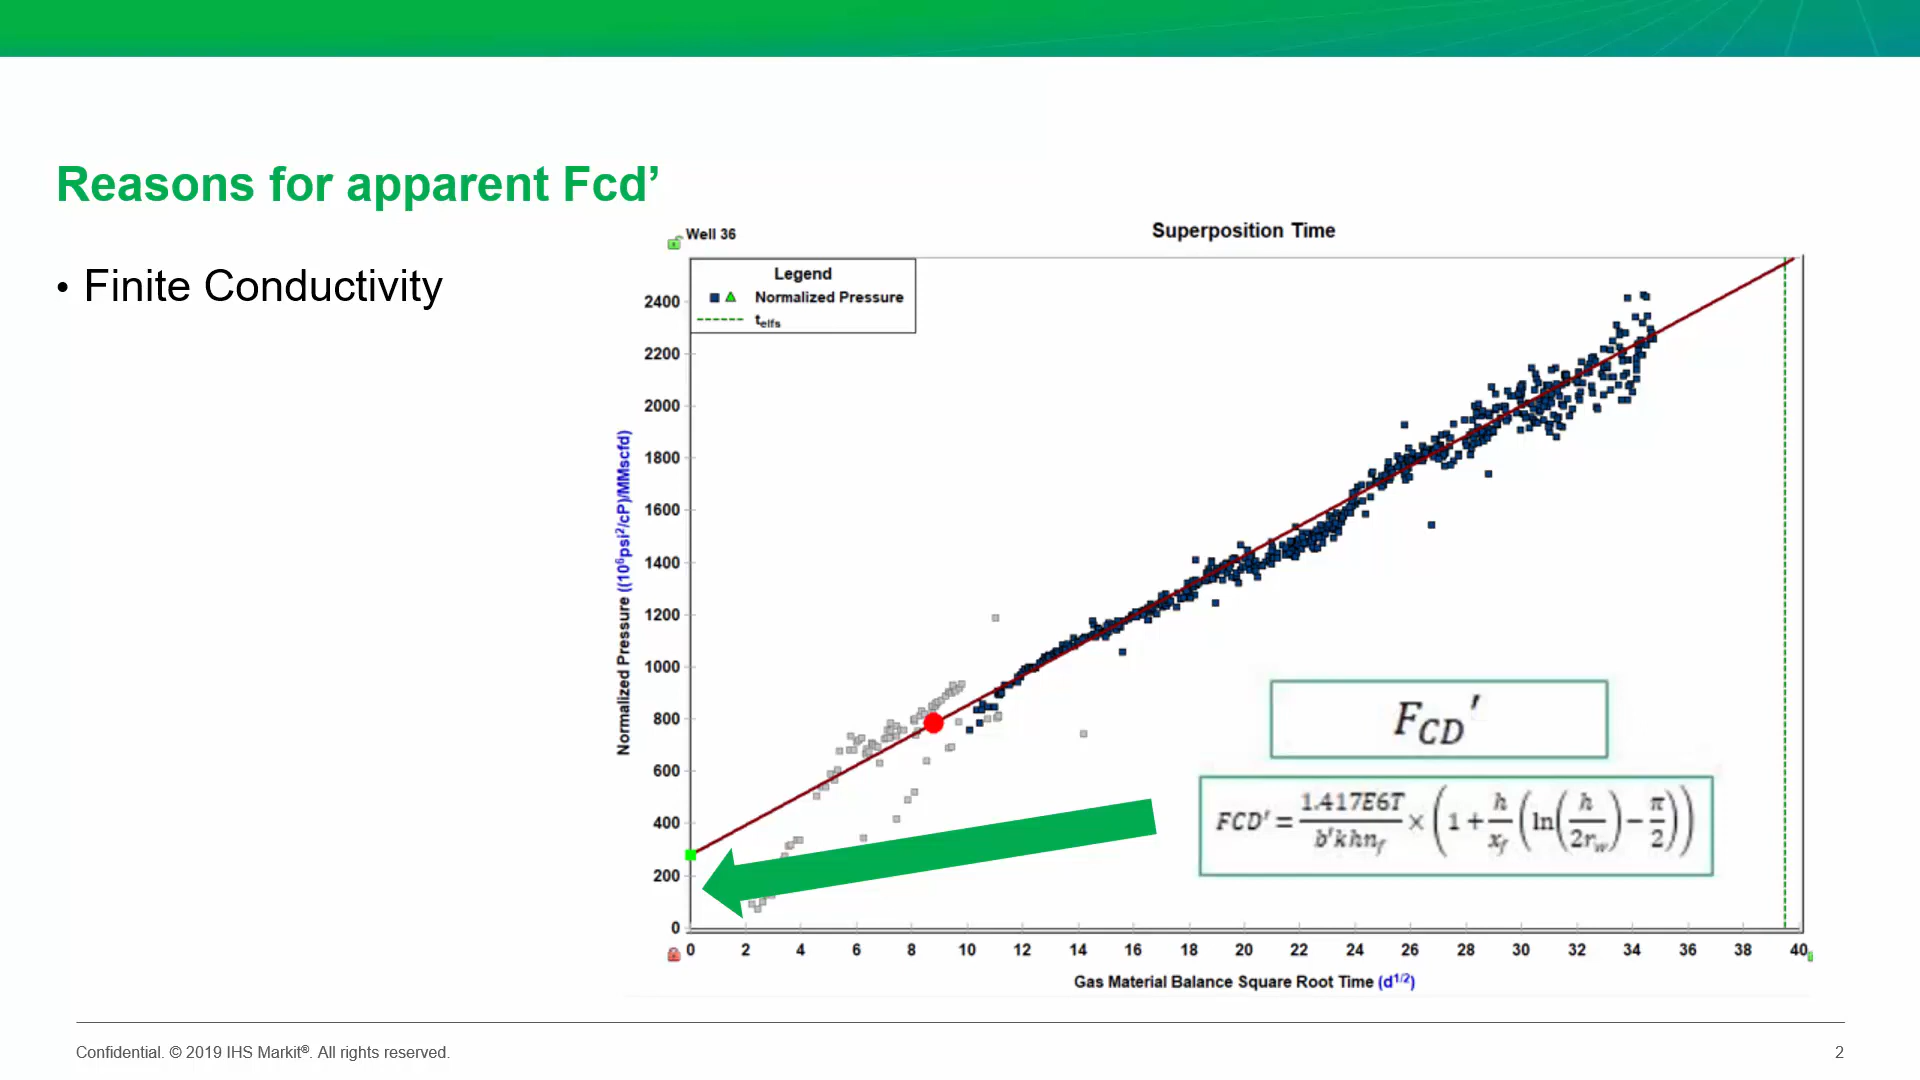 Reasons for apparent Fcd’
• Finite Conductivity
Well 36
Superposition Time
Legend
Normalized Pressure
t_elfs
2400
2200
2000
1800
1600
1400
1200
1000
800
600
400
200
0
Normalized Pressure ((10⁶psi²/cP)/MMscfd)
0 2 4 6 8 10 12 14 16 18 20 22 24 26 28 30 32 34 36 38 40
Gas Material Balance Square Root Time (d^1/2)
F_CD'
FCD' = 1.417E6T / b'khn_f × (1 + h/x_f (ln(h/2r_w) − π/2))
Confidential. © 2019 IHS Markit®. All rights reserved.
2